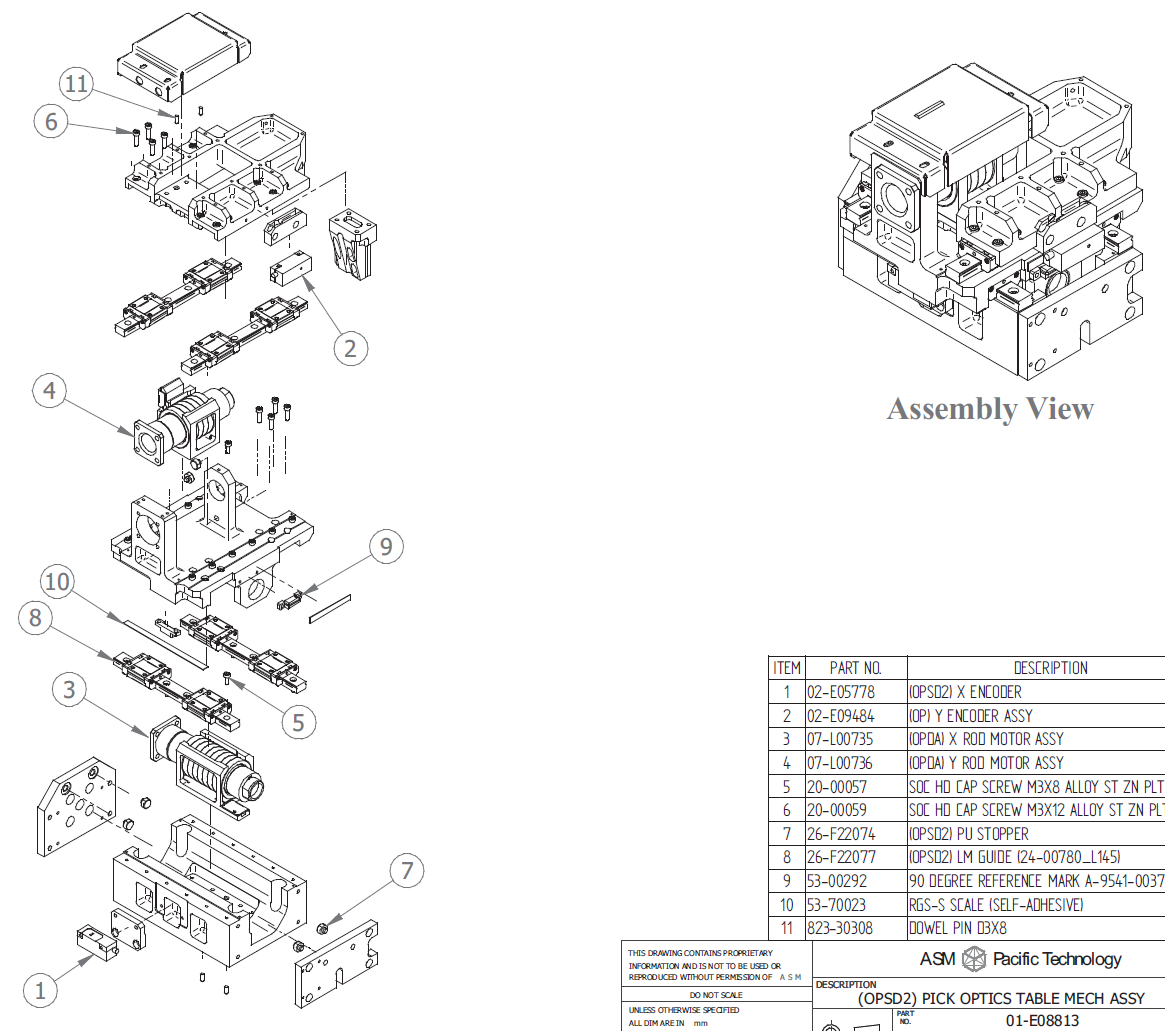 11
6
2
4
9
10
8
3
5
7
1
Assembly View
ITEM PART NO. DESCRIPTION
1 02-E05778 (OPSD2) X ENCODER
2 02-E09484 (OP) Y ENCODER ASSY
3 07-L00735 (OPDA) X ROD MOTOR ASSY
4 07-L00736 (OPDA) Y ROD MOTOR ASSY
5 20-00057 SOC HD CAP SCREW M3X8 ALLOY ST ZN PLT
6 20-00059 SOC HD CAP SCREW M3X12 ALLOY ST ZN PLT
7 26-F22074 (OPSD2) PU STOPPER
8 26-F22077 (OPSD2) LM GUIDE (24-00780_L145)
9 53-00292 90 DEGREE REFERENCE MARK A-9541-0037
10 53-70023 RGS-S SCALE (SELF-ADHESIVE)
11 823-30308 DOWEL PIN D3X8
THIS DRAWING CONTAINS PROPRIETARY
INFORMATION AND IS NOT TO BE USED OR
REPRODUCED WITHOUT PERMISSION OF A S M
DO NOT SCALE
UNLESS OTHERWISE SPECIFIED
ALL DIM ARE IN mm
ASM Pacific Technology
DESCRIPTION
(OPSD2) PICK OPTICS TABLE MECH ASSY
PART
NO.
01-E08813